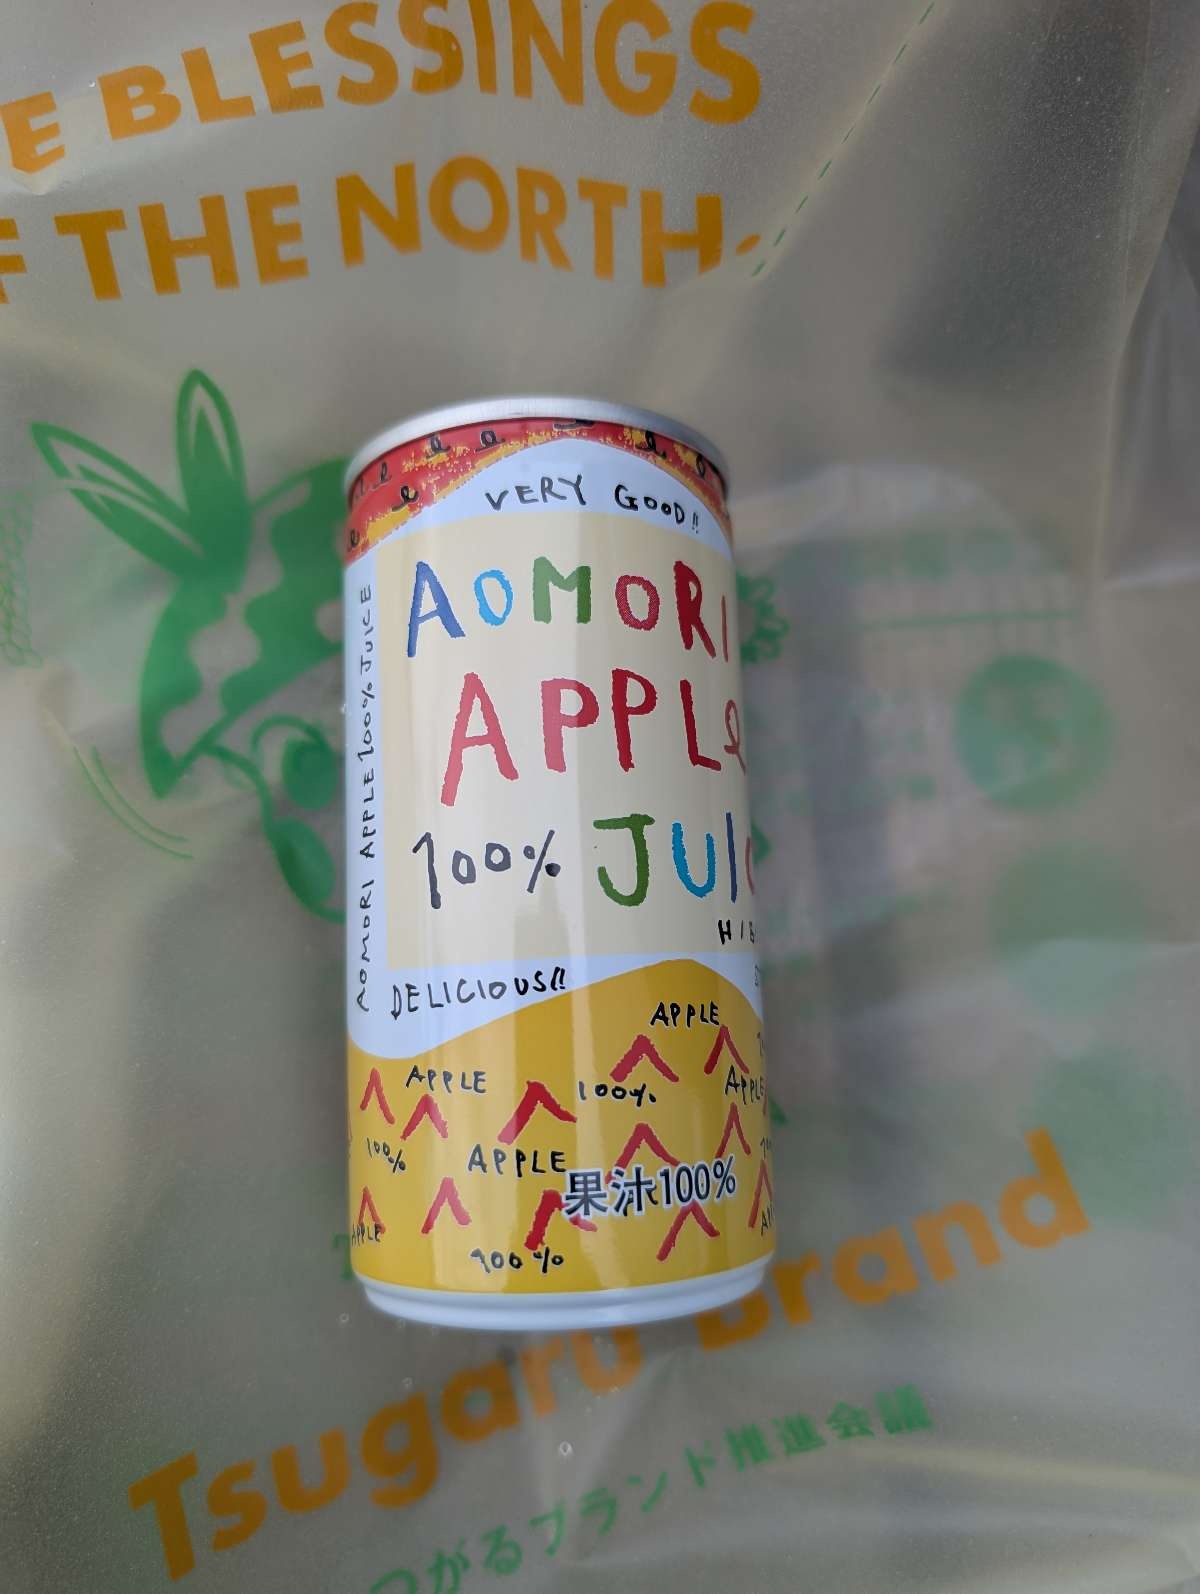 BLESSINGS
THE NORTH.
VERY GOOD!!
AOMORI
APPLe
100% JUIC
DELICIOUS!!
AOMORI APPLE 100% JUICE
APPLE
APPLE 100% APPLE
100% APPLE
果汁100%
APPLE
100%
Tsugaru Brand
つがるブランド推進会議